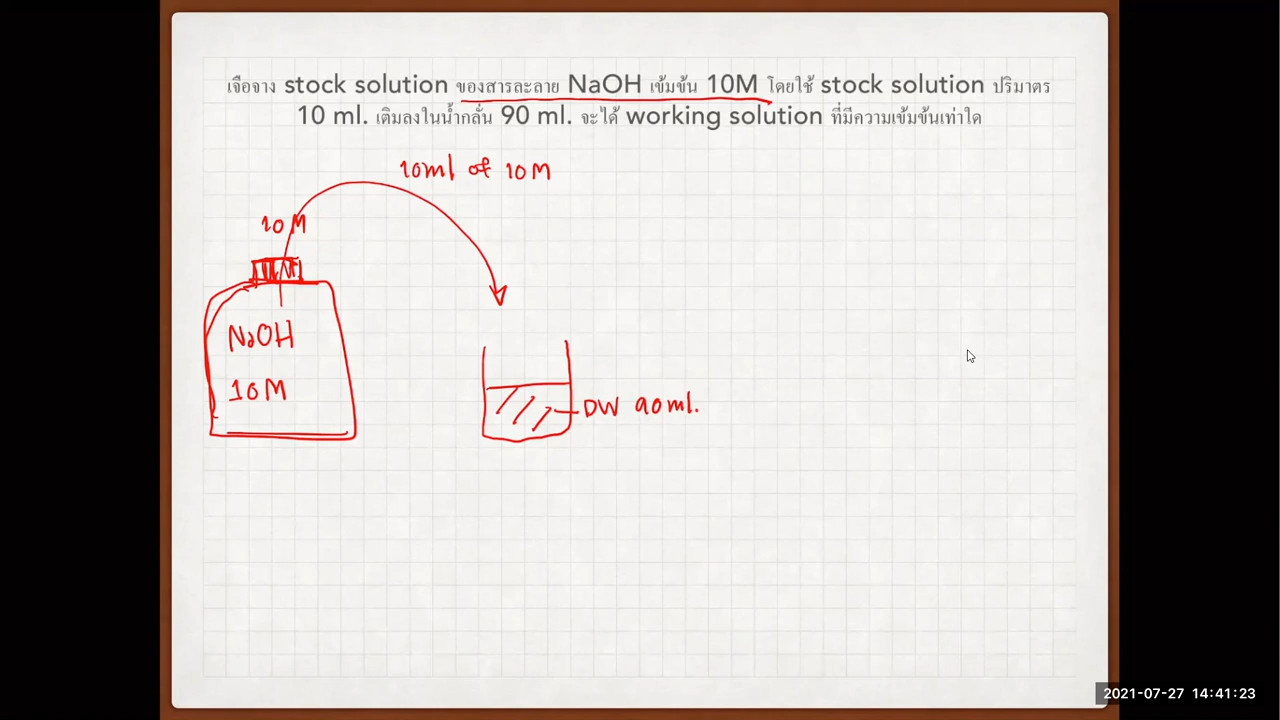 เจือจาง stock solution ของสารละลาย NaOH เข้มข้น 10M โดยใช้ stock solution ปริมาตร
10 ml. เติมลงในน้ำกลั่น 90 ml. จะได้ working solution ที่มีความเข้มข้นเท่าใด
10ml of 10M
10M
NaOH
10M
DW 90ml.
2021-07-27 14:41:23